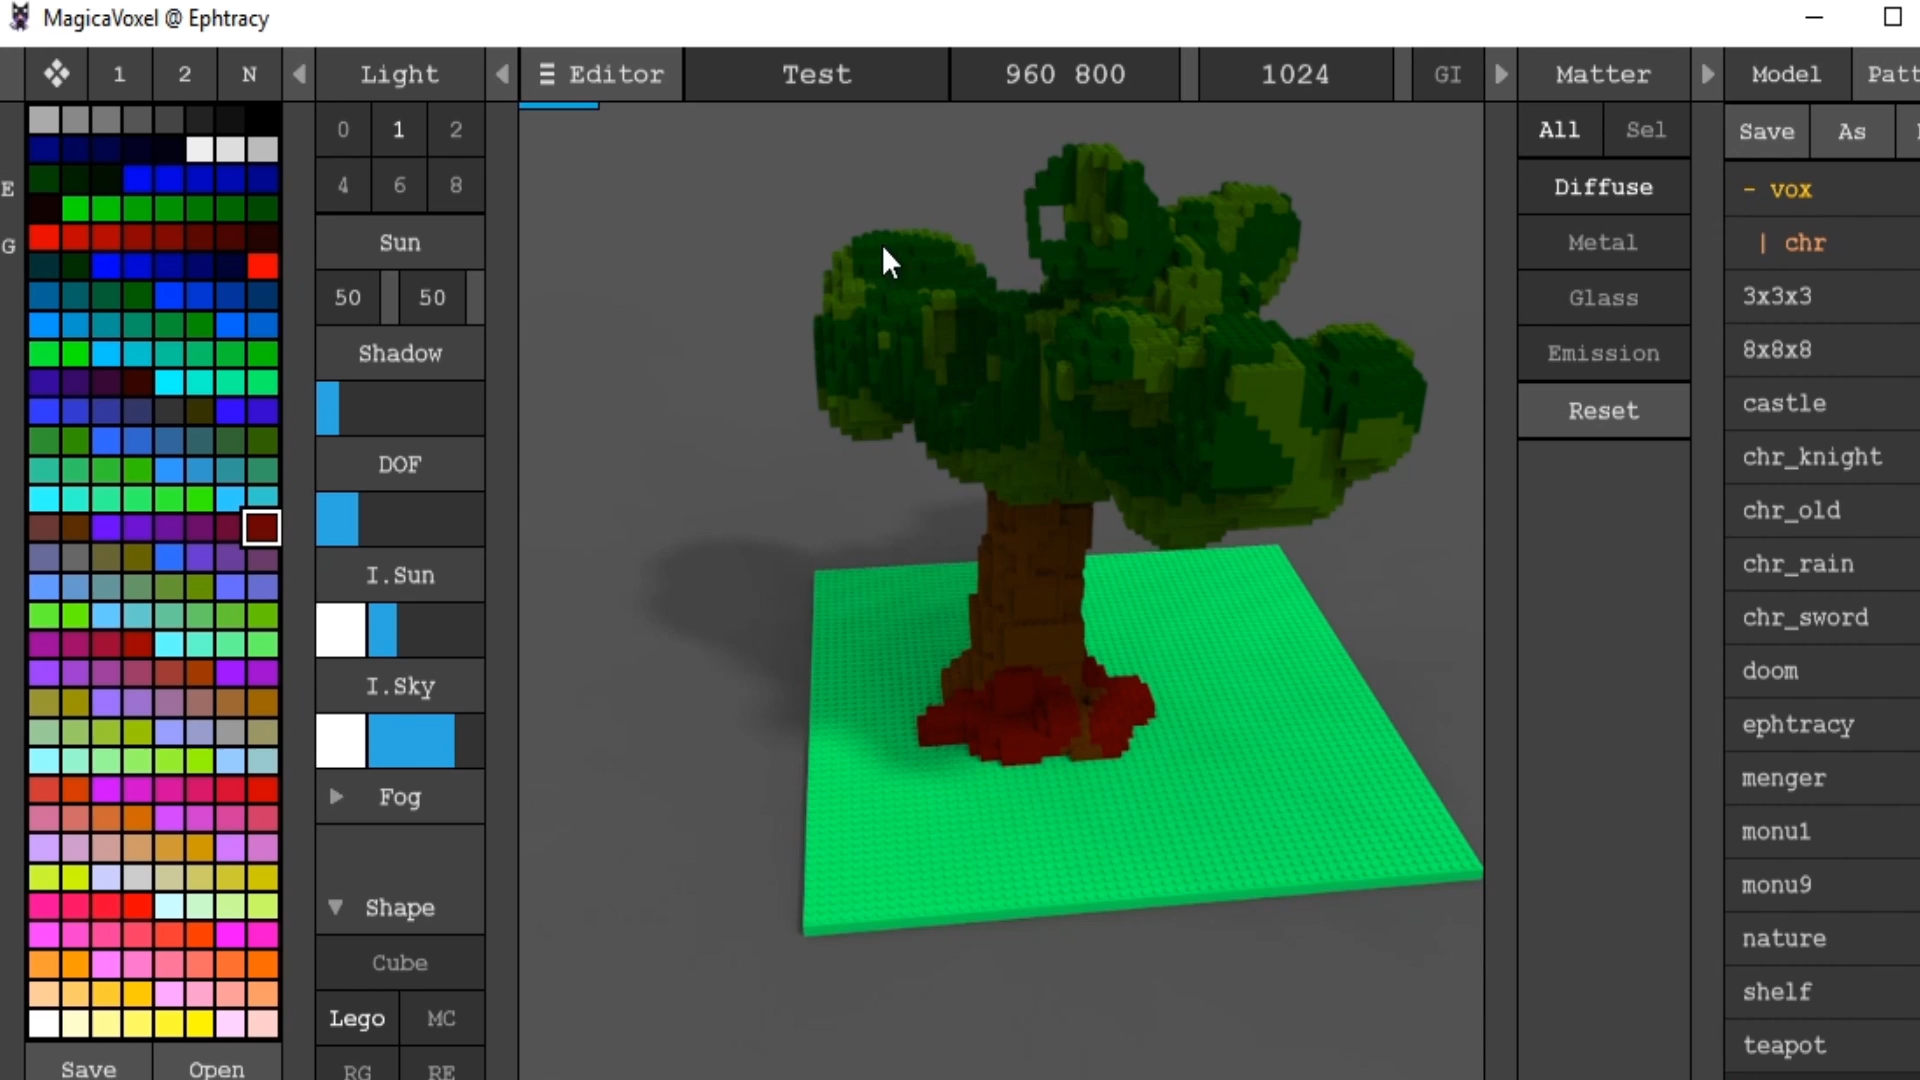 MagicaVoxel @ Ephtracy
1 2 N
Light
Editor
Test
960 800
1024
GI
Matter
Model
Patt
0 1 2
4 6 8
E
G
Sun
50 50
Shadow
DOF
I.Sun
I.Sky
Fog
Shape
Cube
Lego MC
RG RE
Save Open
All Sel
Diffuse
Metal
Glass
Emission
Reset
Save As
- vox
| chr
3x3x3
8x8x8
castle
chr_knight
chr_old
chr_rain
chr_sword
doom
ephtracy
menger
monu1
monu9
nature
shelf
teapot